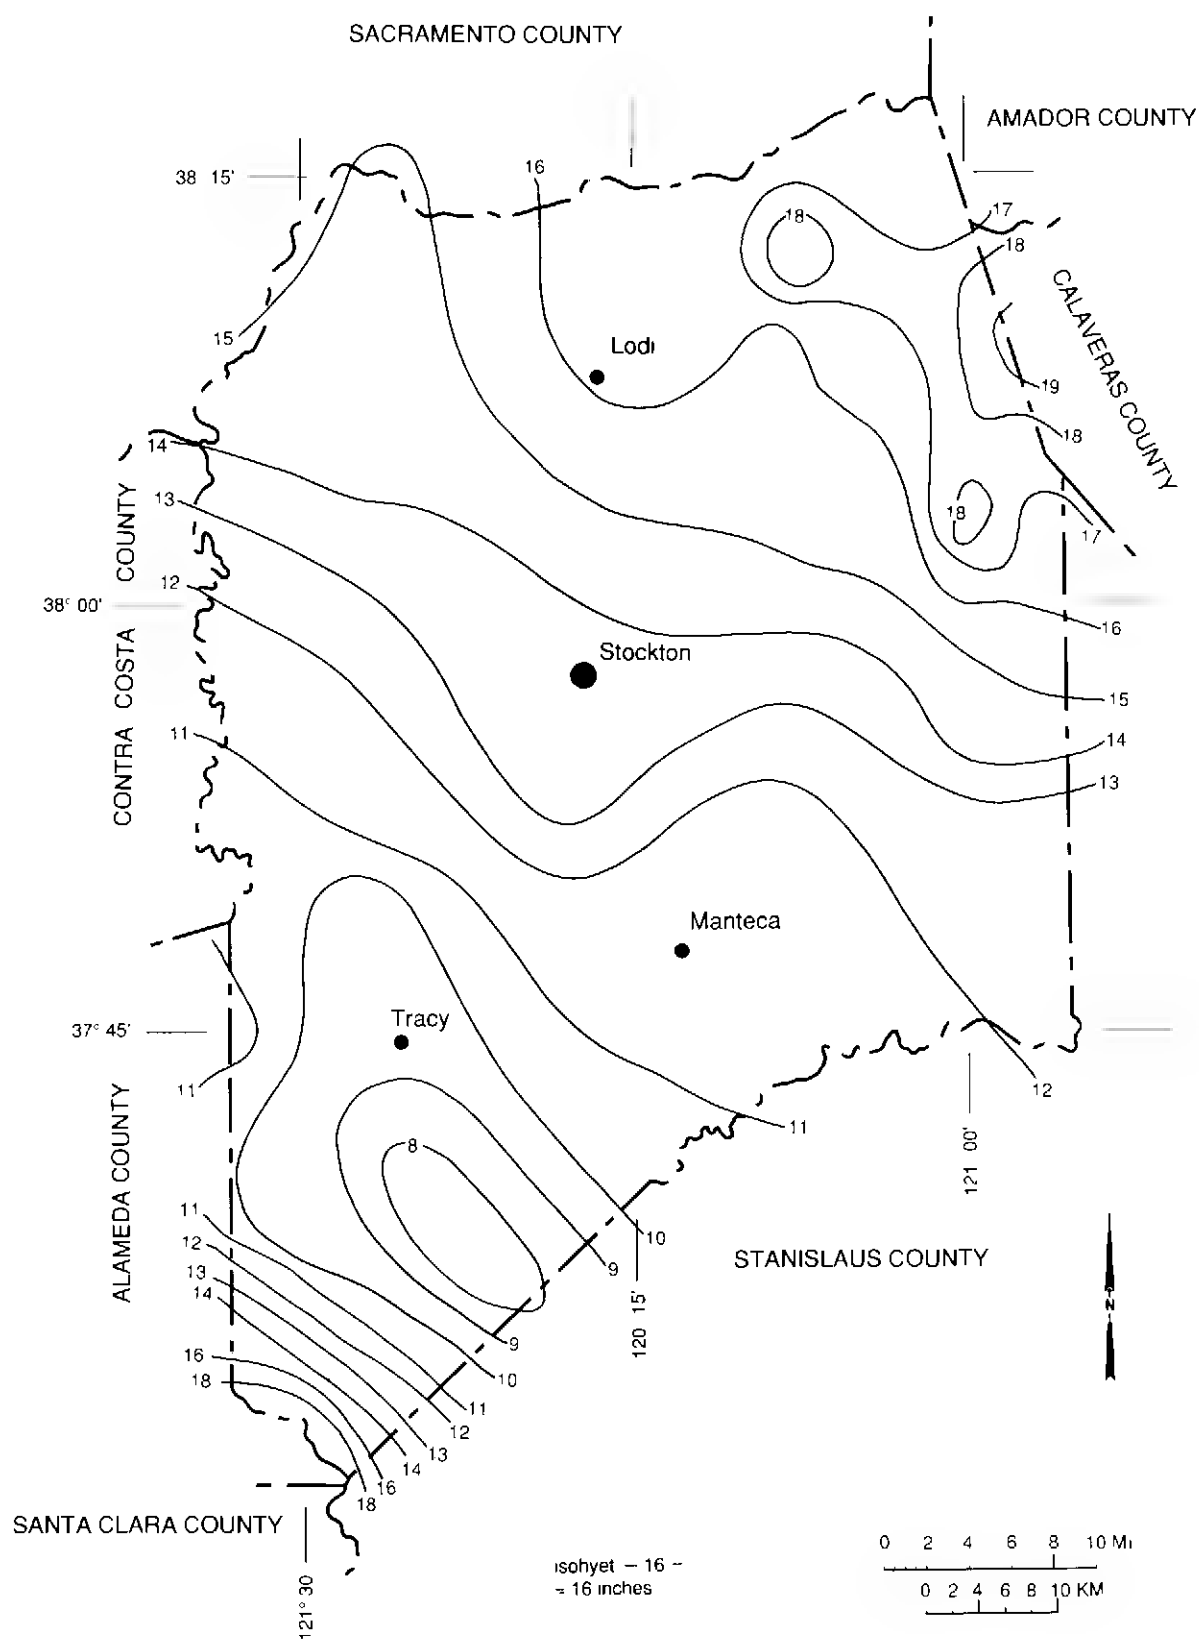 SACRAMENTO COUNTY
AMADOR COUNTY
38 15'
16
17
18
18
CALAVERAS COUNTY
15
Lodi
19
18
14
13
18
17
CONTRA COSTA COUNTY
12
38° 00'
16
Stockton
15
11
14
13
Manteca
Tracy
37° 45'
11
12
11
121 00'
ALAMEDA COUNTY
8
11
12
13
14
10
9
STANISLAUS COUNTY
N
120 15'
9
16
18
10
11
12
13
14
16
18
SANTA CLARA COUNTY
121° 30
Isohyet – 16 –
= 16 inches
0 2 4 6 8 10 Mi
0 2 4 6 8 10 KM